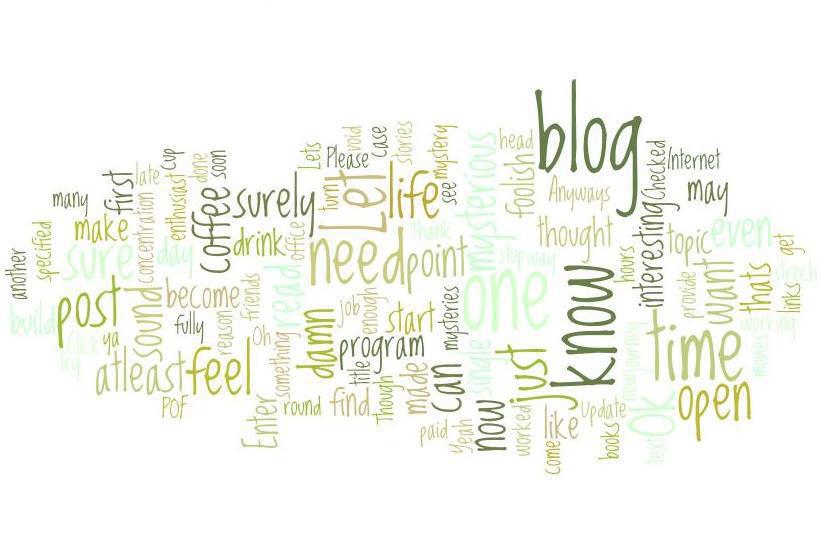 blog
another
many
specified
make
first
late
Cup
enthusiast
done
soon
Coffee
concentration
sure
day
build
post
Click
ya
try
sound
become
fully
atleast
feel
POF
reason
friends
Oh
something
Enter
round
find
surely
drink
office
read
Lets
Please
void
Case
turn
Let
stories
mystery
life
see
Thank
need
point
job
enough
start
mysteries
damn
program
title
Though
made
Can
paid
Yeah
now
single
one
mysterious
head
foolish
Anyways
thought
stop
way
just
know
worked
come
like
Update
books
hours
interesting
Checked
Internet
may
topic
even
provide
want
thats
get
strech
links
working
movies
time
open
Ok
text